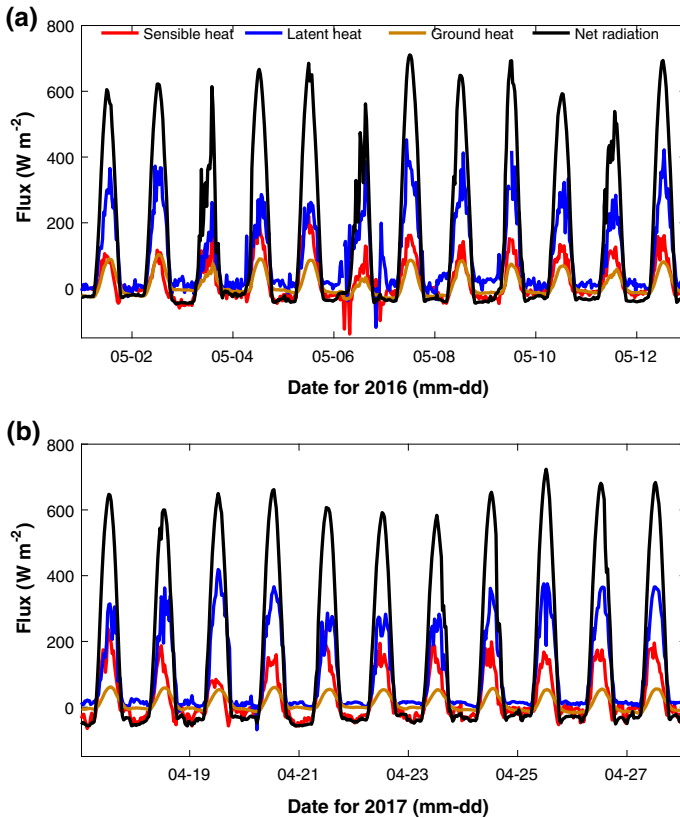 (a)
Sensible heat Latent heat Ground heat Net radiation
800
600
400
200
0
Flux (W m-2)
05-02 05-04 05-06 05-08 05-10 05-12
Date for 2016 (mm-dd)
(b)
800
600
400
200
0
Flux (W m-2)
04-19 04-21 04-23 04-25 04-27
Date for 2017 (mm-dd)